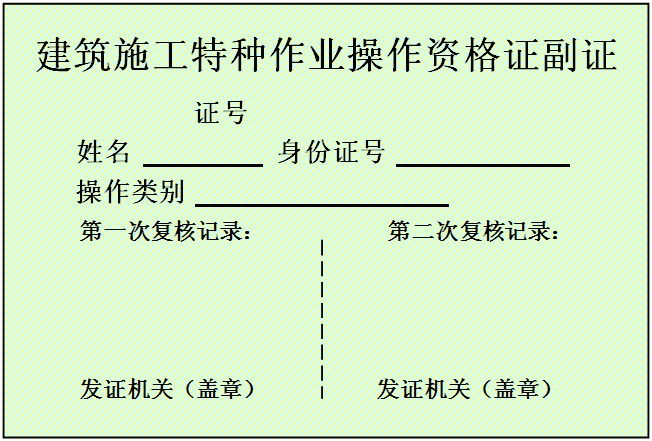 建筑施工特种作业操作资格证副证
证号
姓名 身份证号
操作类别
第一次复核记录： 第二次复核记录：
发证机关（盖章） 发证机关（盖章）